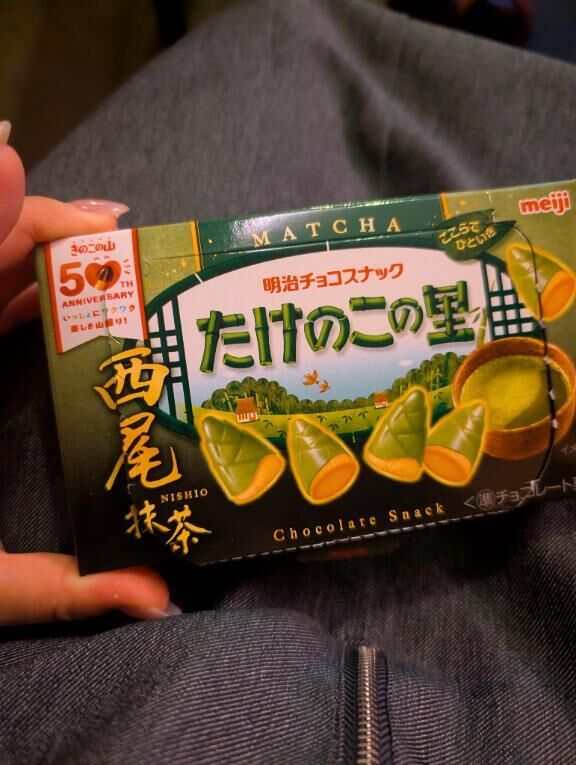 meiji
MATCHA
ここらで
ひといき
きのこの山
50TH
ANNIVERSARY
いっしょにワクワク
楽しさ山盛り!
明治チョコスナック
たけのこの里
西尾
NISHIO
抹茶
Chocolate Snack
準チョコレート